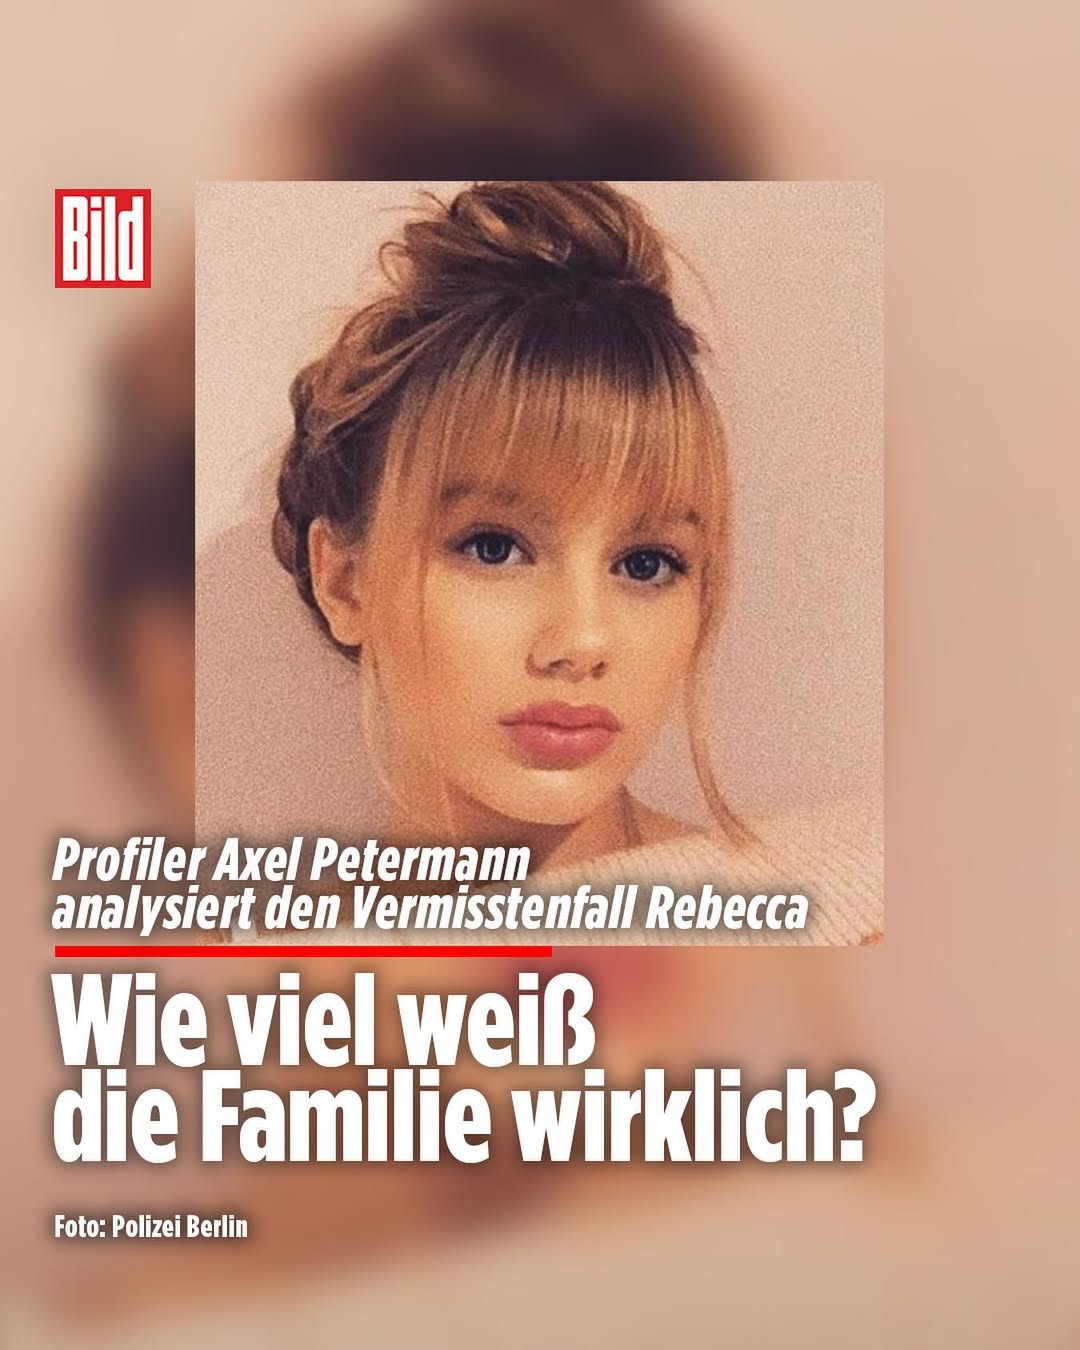 Bild
Profiler Axel Petermann
analysiert den Vermisstenfall Rebecca
Wie viel weiß
die Familie wirklich?
Foto: Polizei Berlin